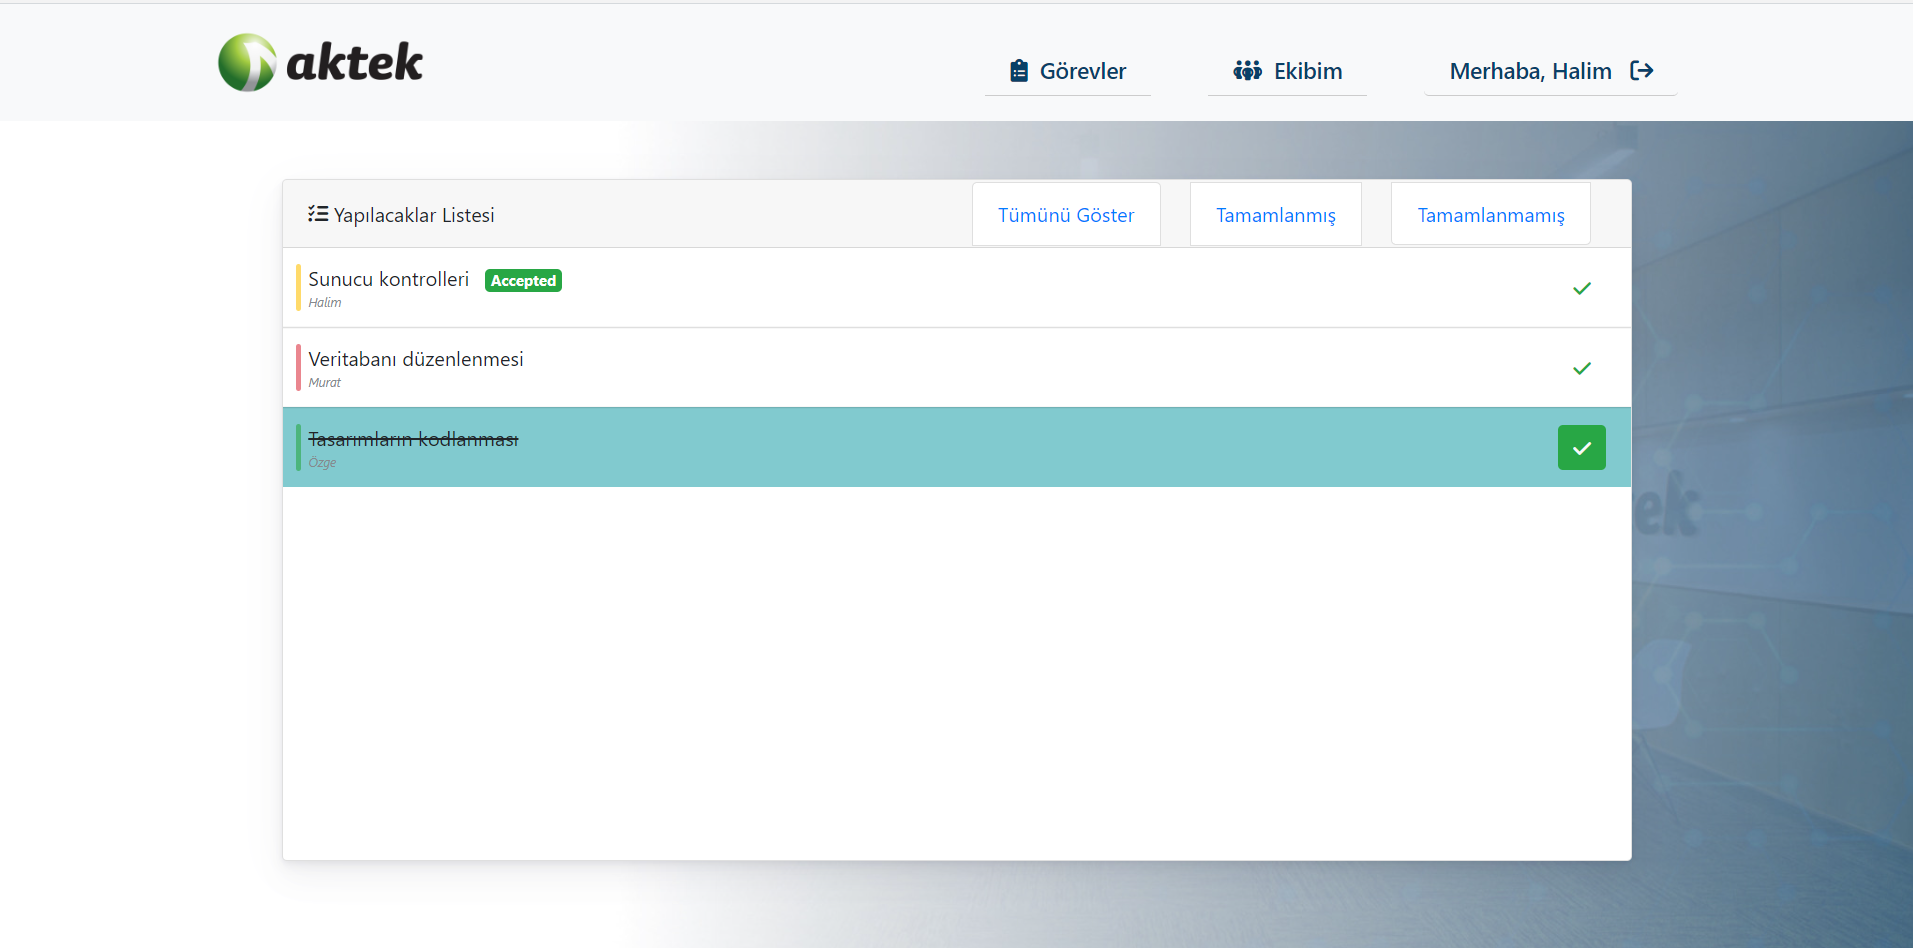 aktek
Görevler
Ekibim
Merhaba, Halim
Yapılacaklar Listesi
Tümünü Göster
Tamamlanmış
Tamamlanmamış
Sunucu kontrolleri Accepted
Halim
Veritabanı düzenlenmesi
Murat
Tasarımların kodlanması
Özge
ek